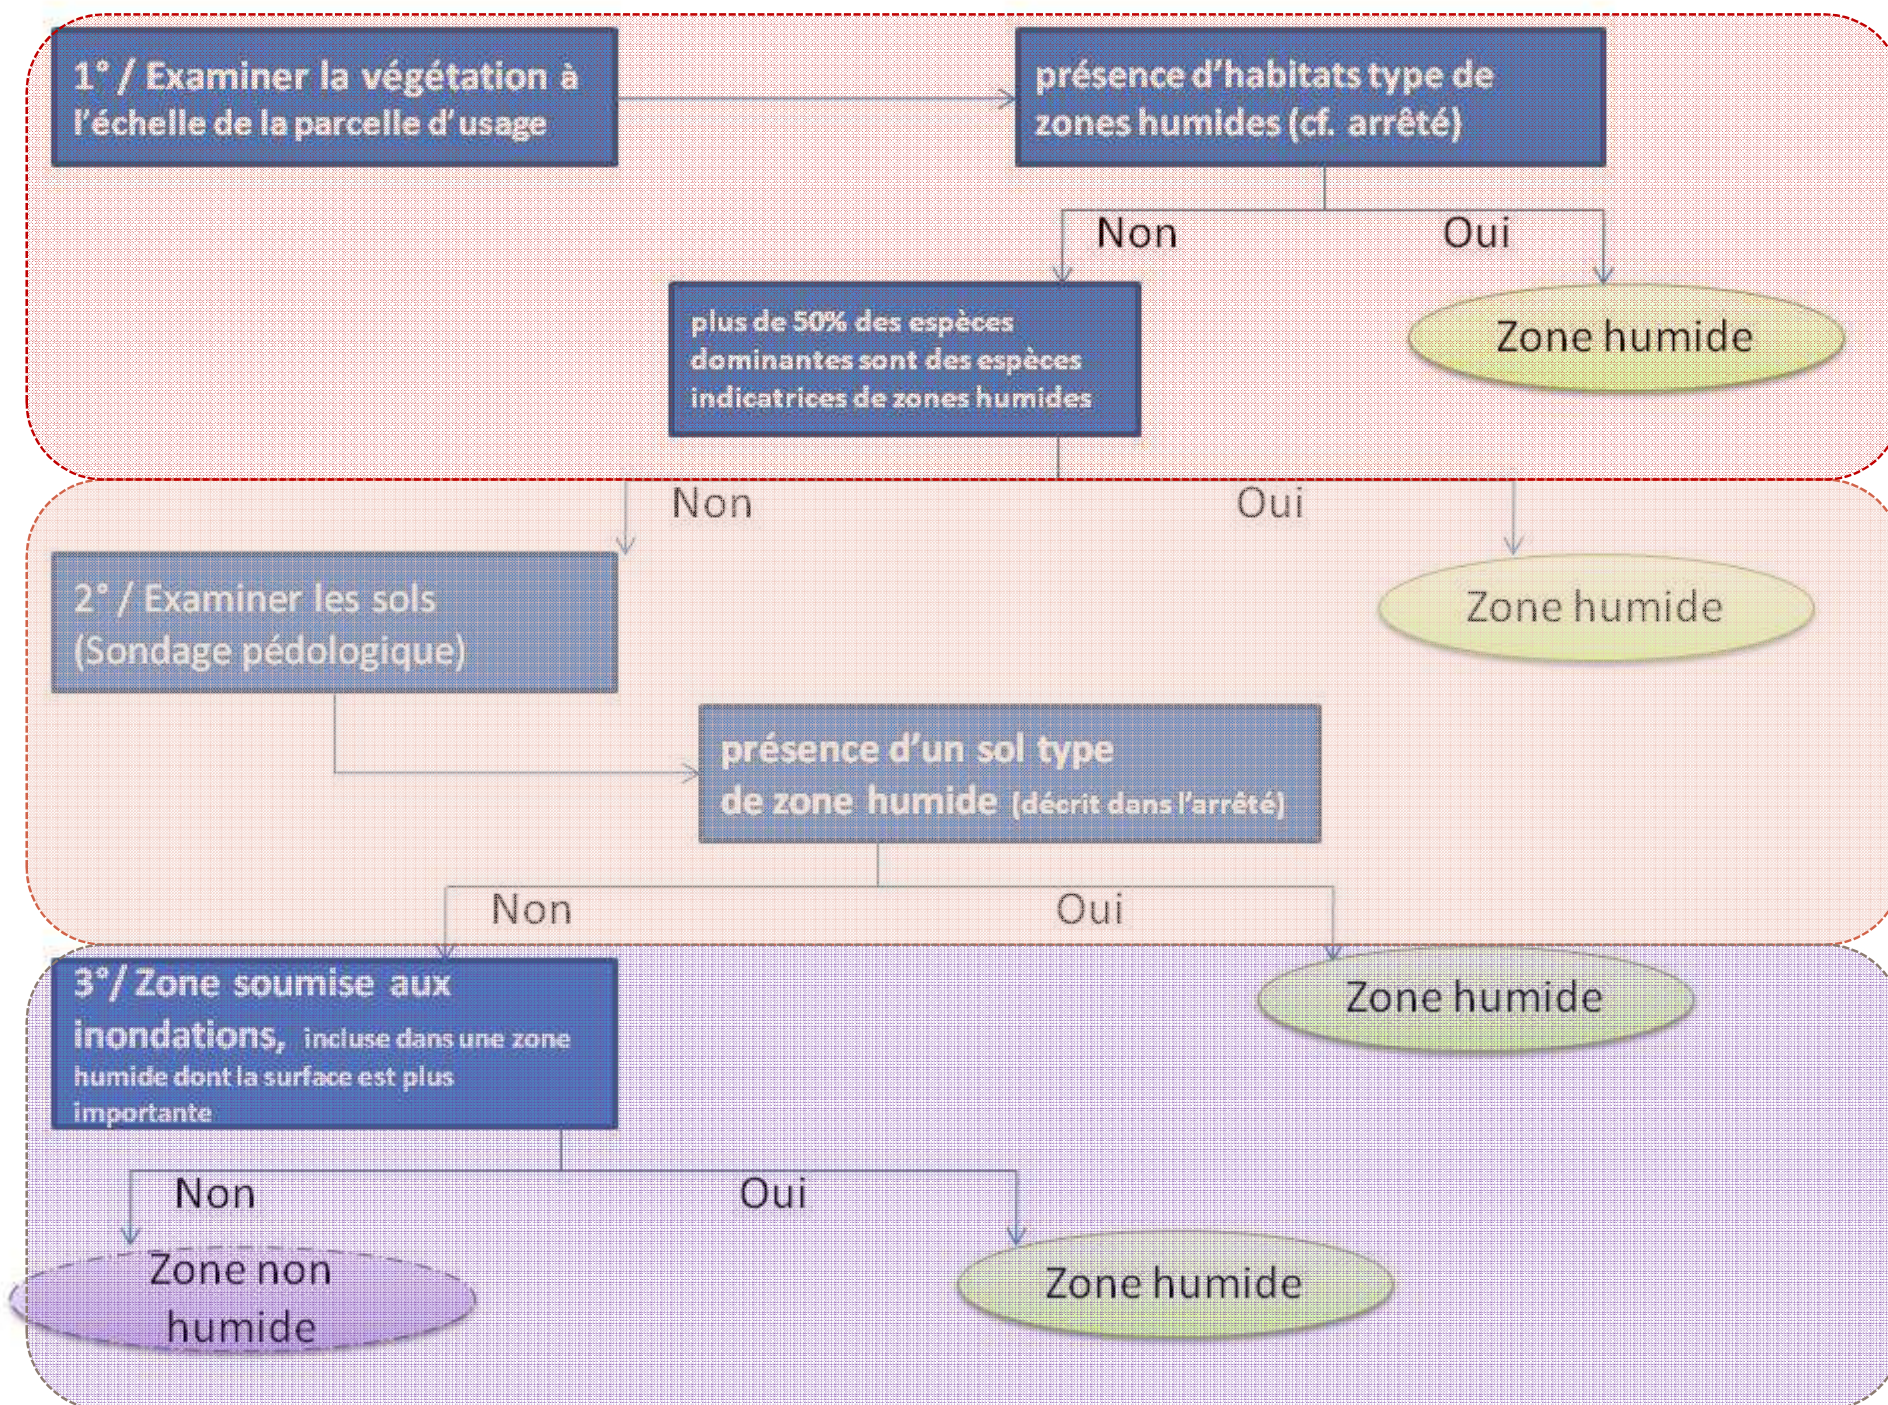 1° / Examiner la végétation à
l'échelle de la parcelle d'usage
présence d'habitats type de
zones humides (cf. arrêté)
Non
Oui
plus de 50% des espèces
dominantes sont des espèces
indicatrices de zones humides
Zone humide
Non
Oui
2° / Examiner les sols
(Sondage pédologique)
Zone humide
présence d'un sol type
de zone humide (décrit dans l'arrêté)
Non
Oui
3°/ Zone soumise aux
inondations, incluse dans une zone
humide dont la surface est plus
importante
Zone humide
Non
Oui
Zone non
humide
Zone humide